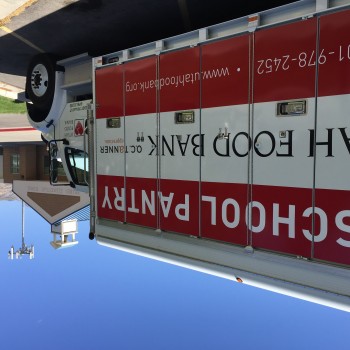 SCHOOL PANTRY
AH FOOD BANK
O.C. TANNER
www.utahfoodbank.org • 01-978-2452